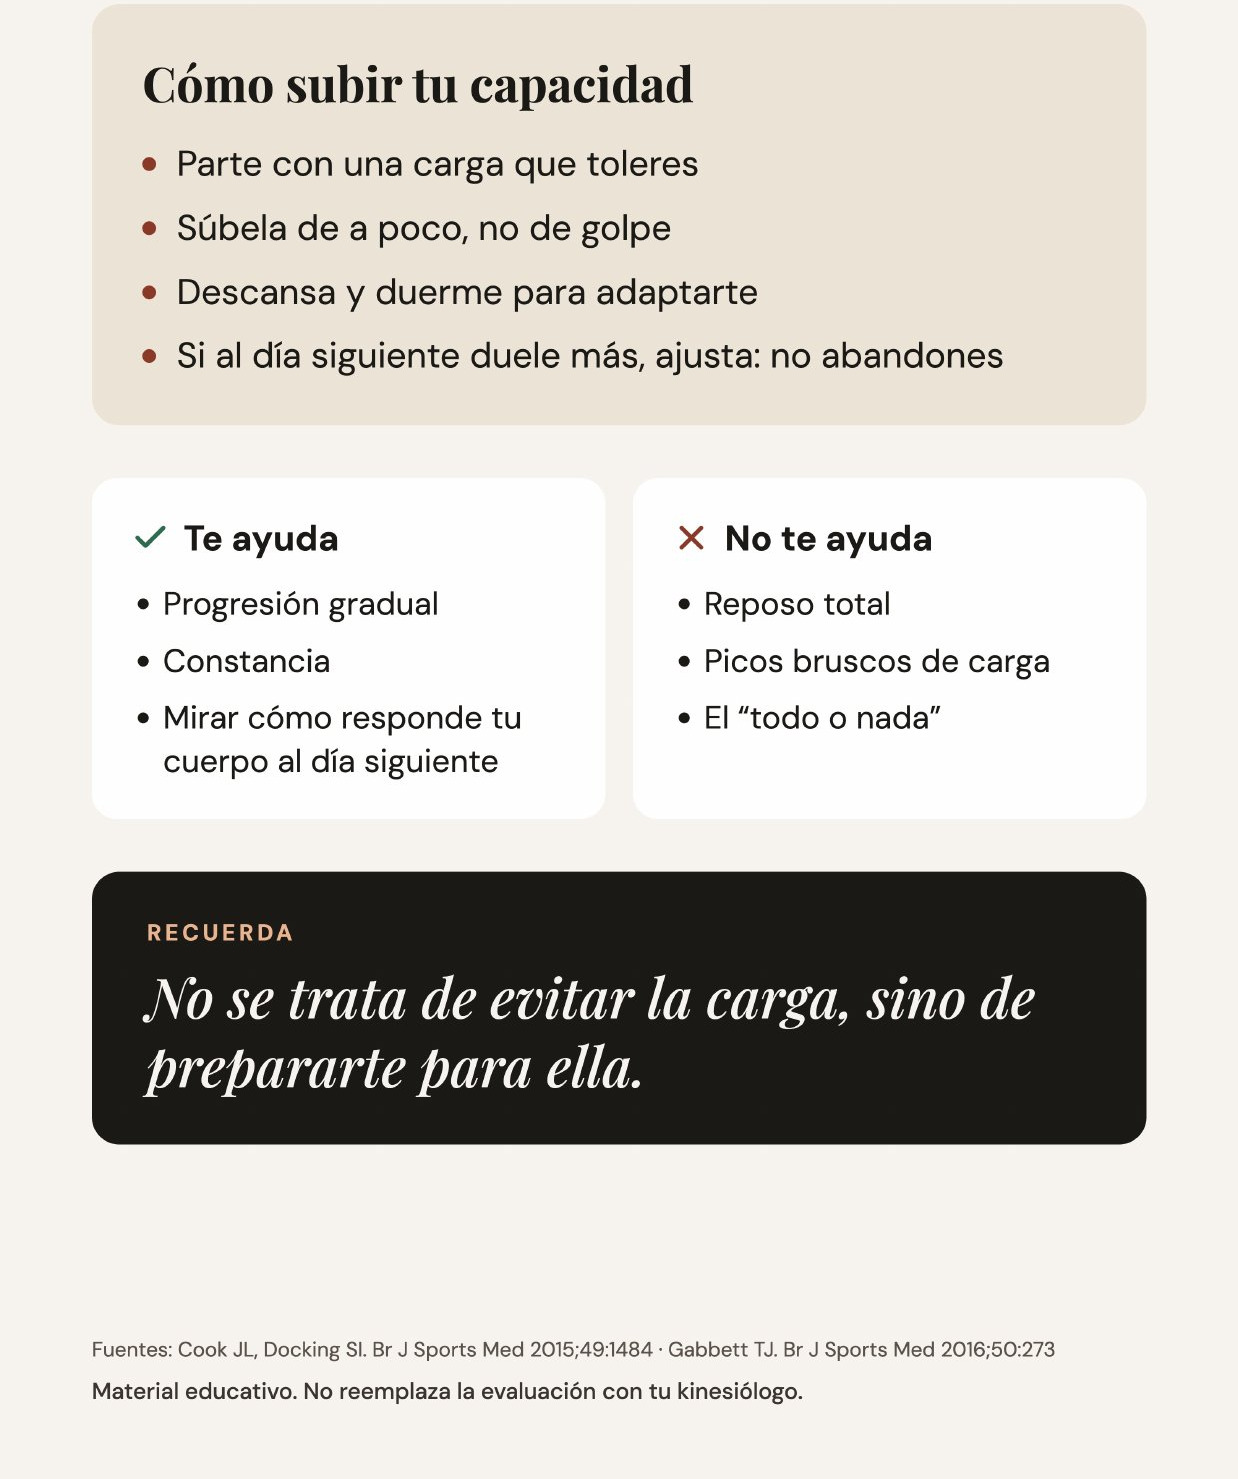 Cómo subir tu capacidad
• Parte con una carga que toleres
• Súbela de a poco, no de golpe
• Descansa y duerme para adaptarte
• Si al día siguiente duele más, ajusta: no abandones
✓ Te ayuda
• Progresión gradual
• Constancia
• Mirar cómo responde tu
cuerpo al día siguiente
✕ No te ayuda
• Reposo total
• Picos bruscos de carga
• El “todo o nada”
RECUERDA
No se trata de evitar la carga, sino de
prepararte para ella.
Fuentes: Cook JL, Docking SI. Br J Sports Med 2015;49:1484 · Gabbett TJ. Br J Sports Med 2016;50:273
Material educativo. No reemplaza la evaluación con tu kinesiólogo.